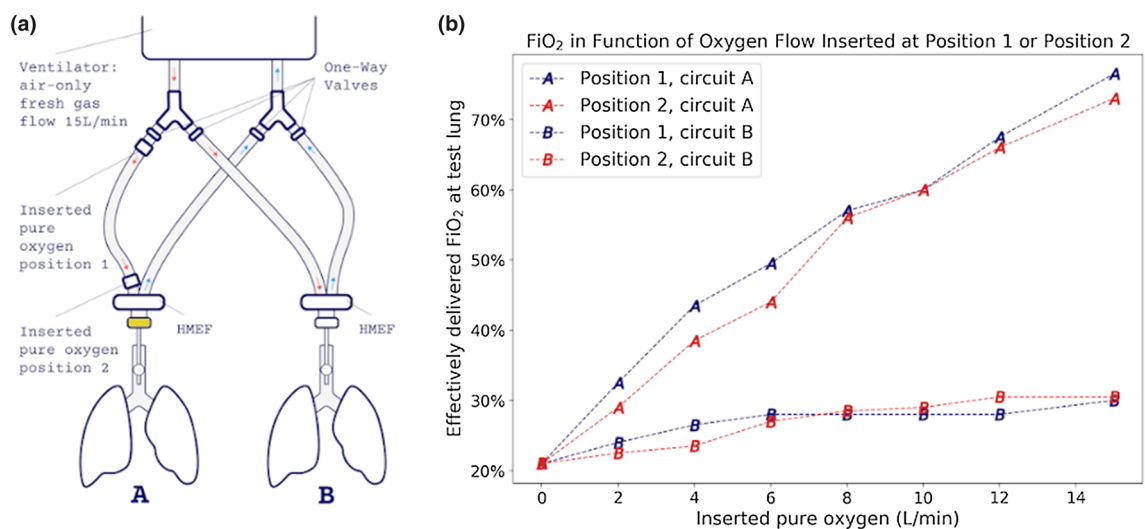 (a)
Ventilator:
air-only
fresh gas
flow 15L/min
One-Way
Valves
Inserted
pure
oxygen
position 1
Inserted
pure oxygen
position 2
HMEF
HMEF
A
B
(b)
FiO2 in Function of Oxygen Flow Inserted at Position 1 or Position 2
A Position 1, circuit A
A Position 2, circuit A
B Position 1, circuit B
B Position 2, circuit B
Effectively delivered FiO2 at test lung
70%
60%
50%
40%
30%
20%
0 2 4 6 8 10 12 14
Inserted pure oxygen (L/min)